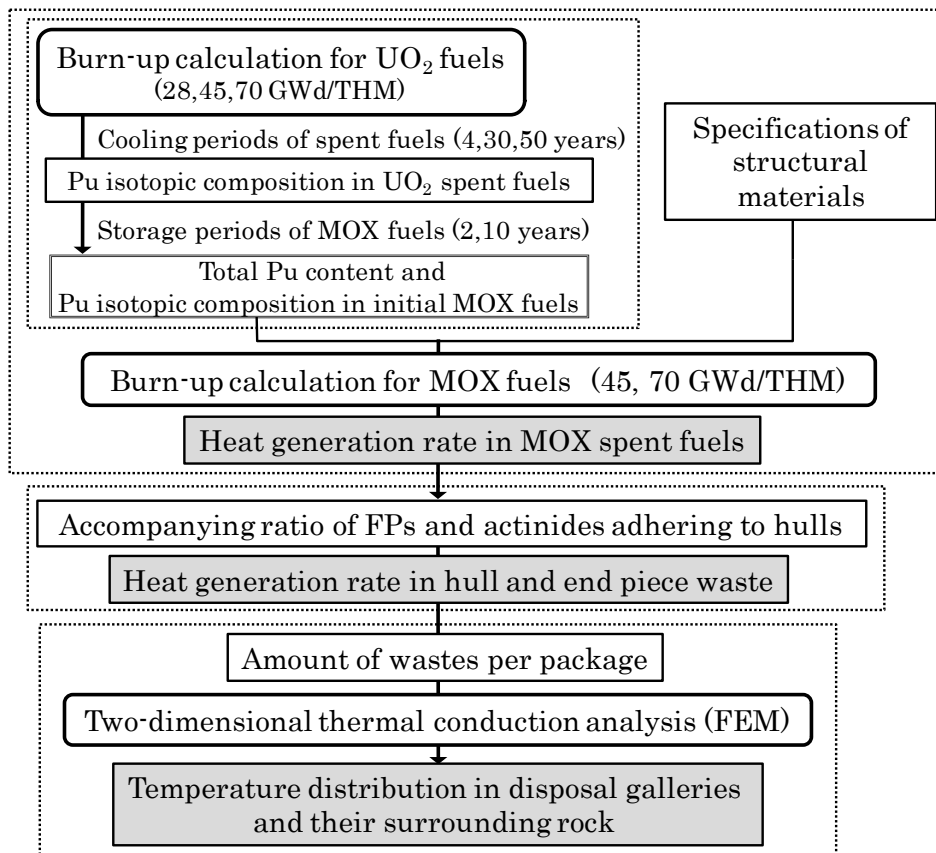 Burn-up calculation for UO₂ fuels
(28,45,70 GWd/THM)
Cooling periods of spent fuels (4,30,50 years)
Pu isotopic composition in UO₂ spent fuels
Storage periods of MOX fuels (2,10 years)
Total Pu content and
Pu isotopic composition in initial MOX fuels
Specifications of
structural
materials
Burn-up calculation for MOX fuels (45, 70 GWd/THM)
Heat generation rate in MOX spent fuels
Accompanying ratio of FPs and actinides adhering to hulls
Heat generation rate in hull and end piece waste
Amount of wastes per package
Two-dimensional thermal conduction analysis (FEM)
Temperature distribution in disposal galleries
and their surrounding rock